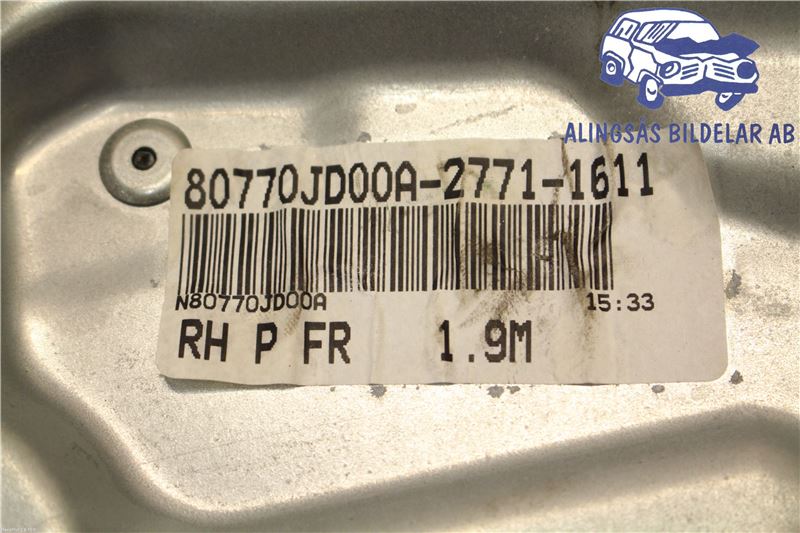 ALINGSÅS BILDELAR AB
80770JD00A-2771-1611
N80770JD00A 15:33
RH P FR 1.9M